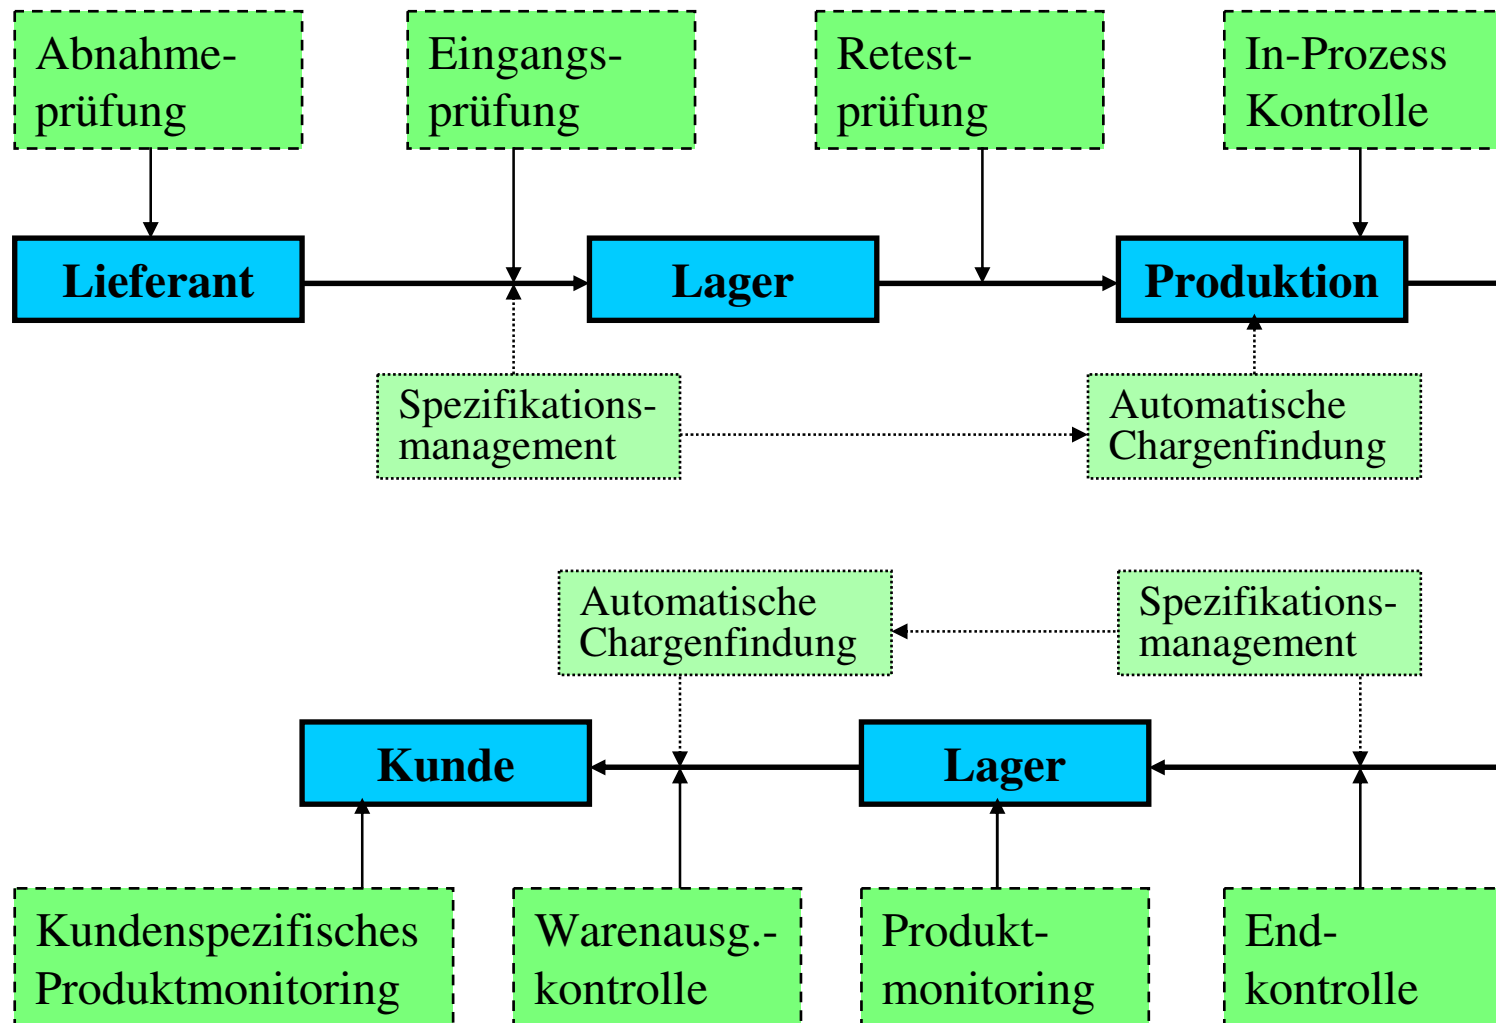 Abnahme-
prüfung
Eingangs-
prüfung
Retest-
prüfung
In-Prozess
Kontrolle
Lieferant
Lager
Produktion
Spezifikations-
management
Automatische
Chargenfindung
Automatische
Chargenfindung
Spezifikations-
management
Kunde
Lager
Kundenspezifisches
Produktmonitoring
Warenausg.-
kontrolle
Produkt-
monitoring
End-
kontrolle